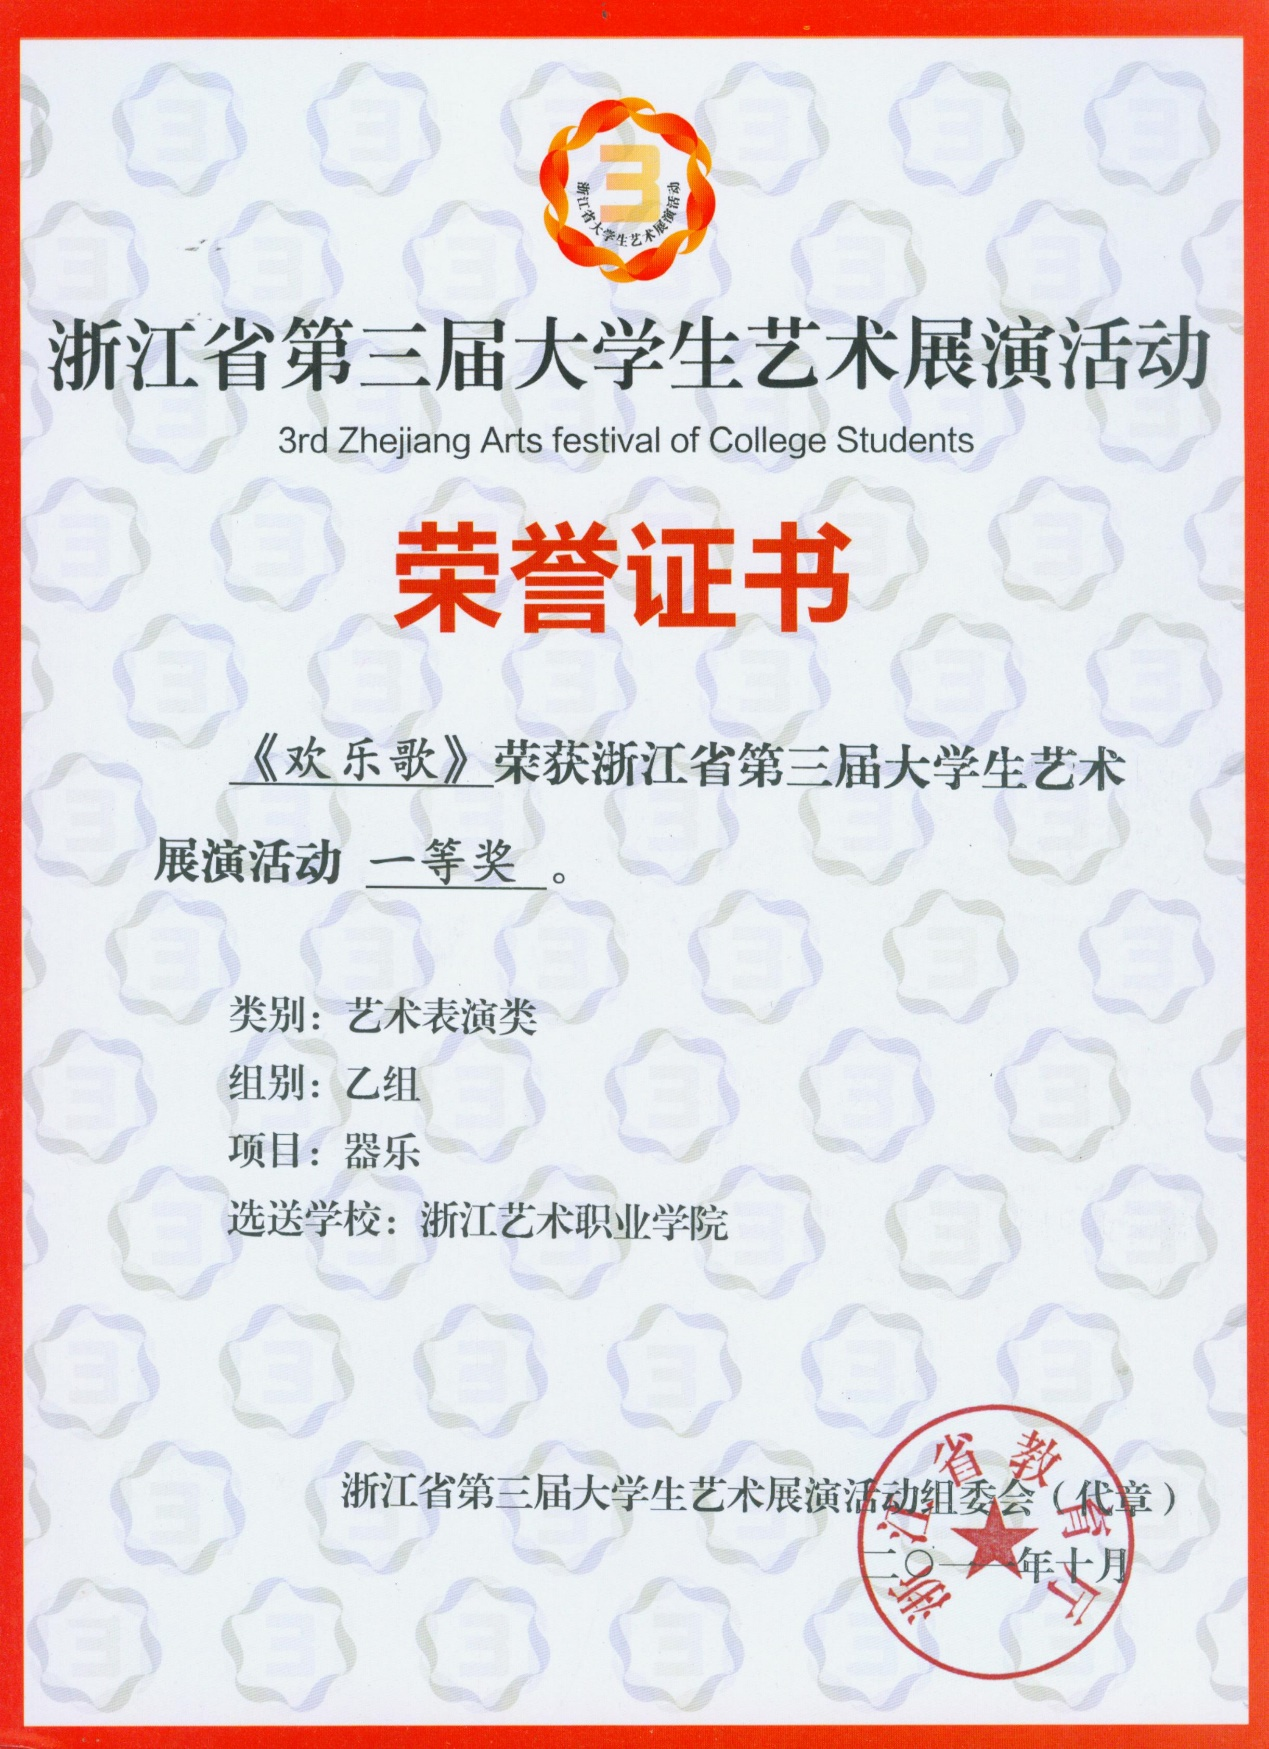 3
浙江省大学生艺术展演活动
浙江省第三届大学生艺术展演活动
3rd Zhejiang Arts festival of College Students
荣誉证书
《欢乐歌》荣获浙江省第三届大学生艺术
展演活动 一等奖 。
类别：艺术表演类
组别：乙组
项目：器乐
选送学校：浙江艺术职业学院
浙江省第三届大学生艺术展演活动组委会（代章）
二〇一一年十月
浙江省教育厅